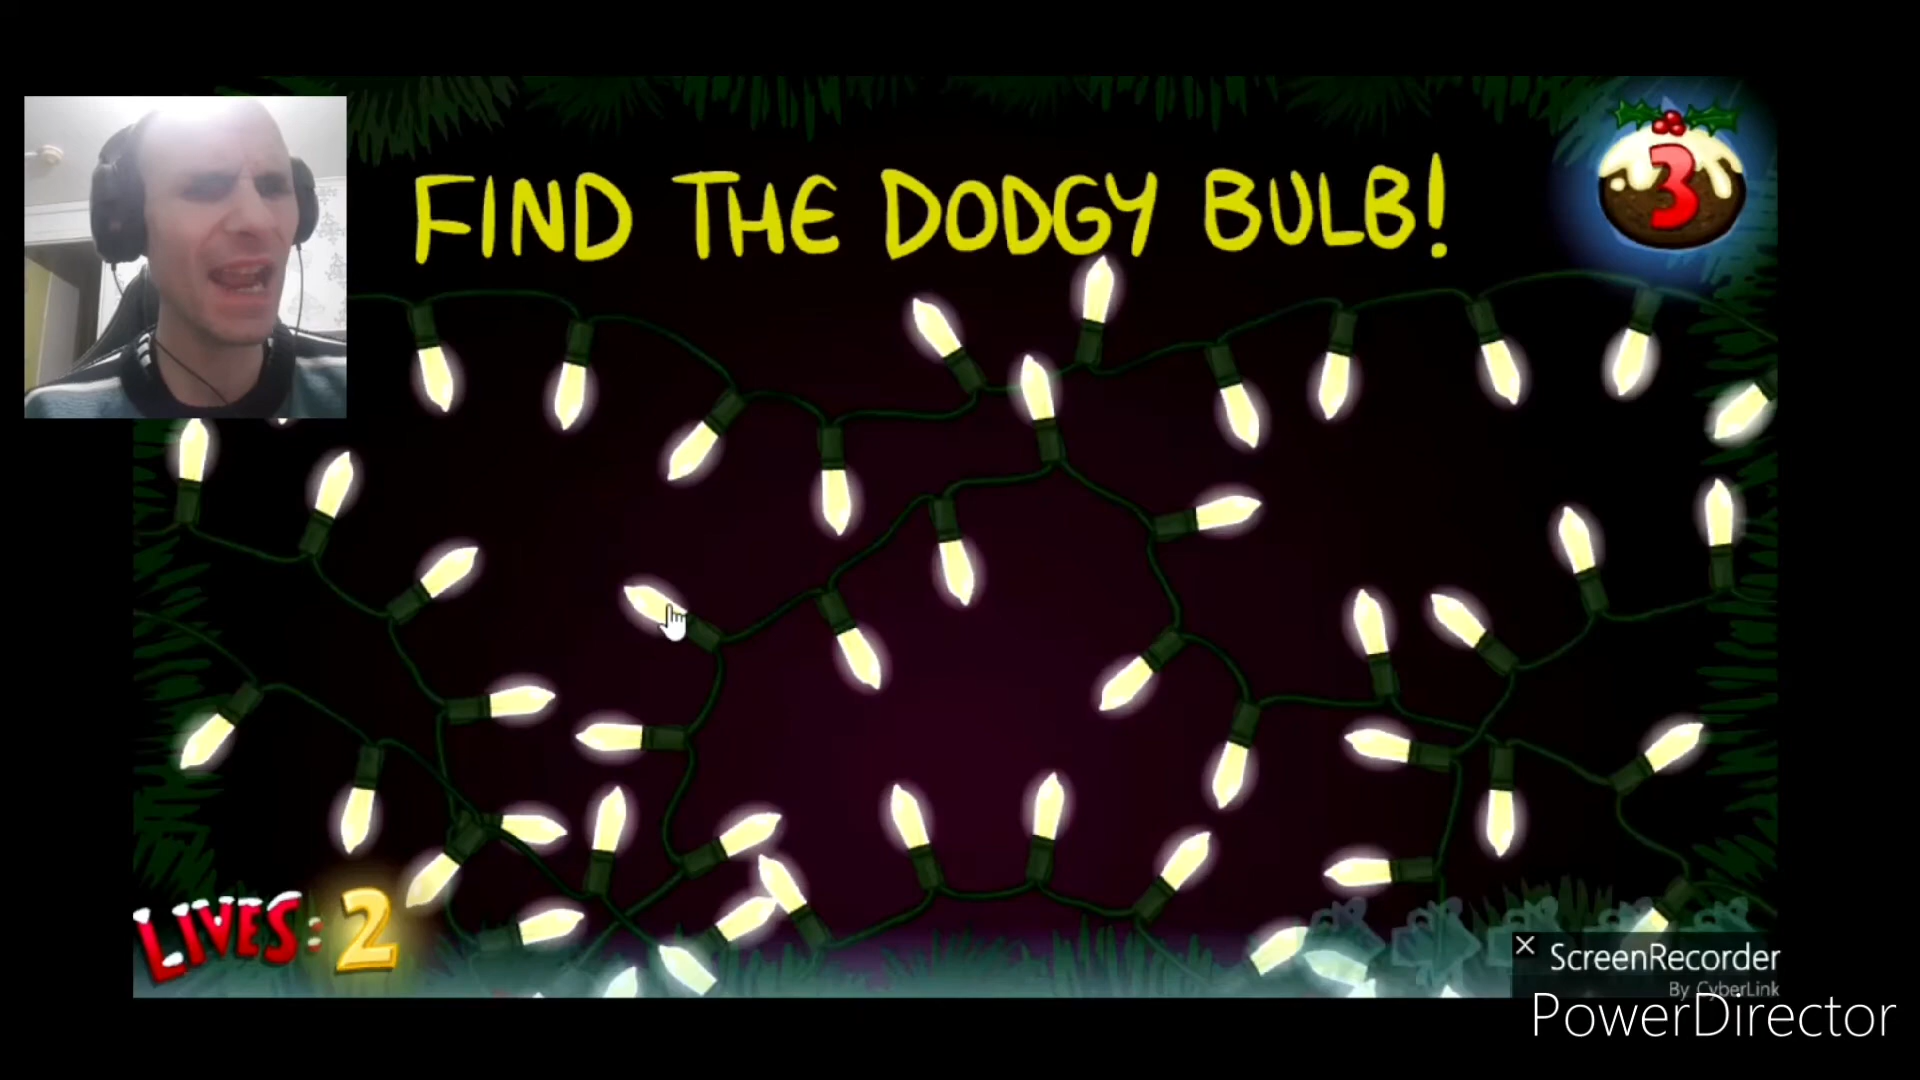 FIND THE DODGY BULB!
3
LIVES: 2
ScreenRecorder
By CyberLink
PowerDirector